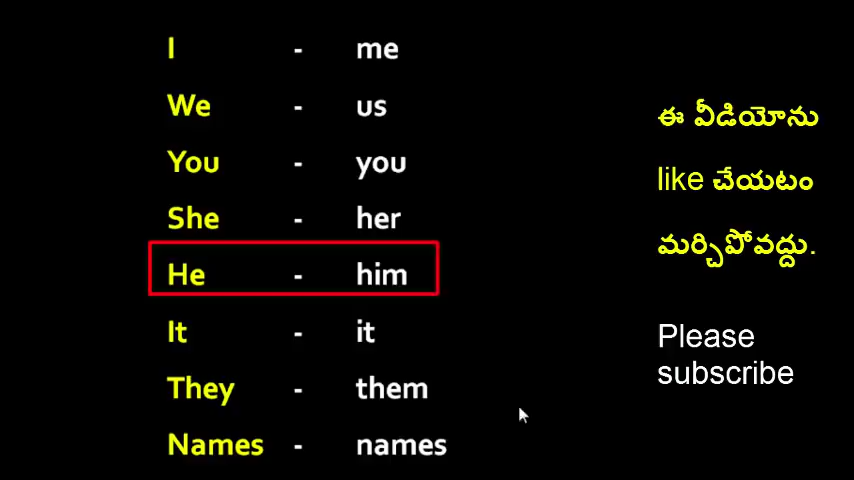 I - me
We - us
You - you
She - her
He - him
It - it
They - them
Names - names
ఈ వీడియోను
like చేయటం
మర్చిపోవద్దు.
Please
subscribe